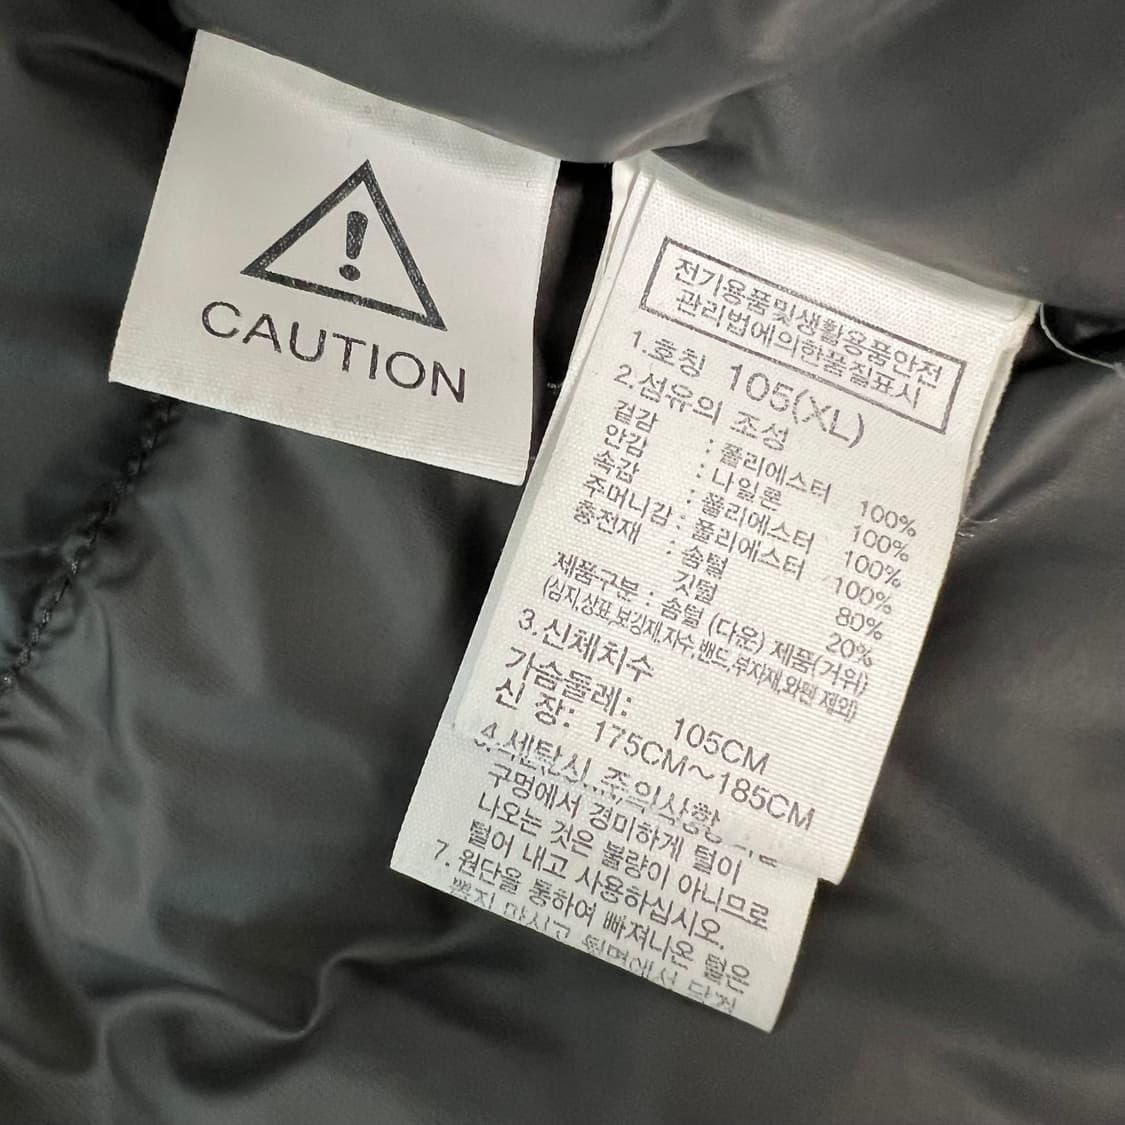 CAUTION
전기용품및생활용품안전
관리법에의한품질표시
1.호칭 105(XL)
2.섬유의 조성
겉감 : 폴리에스터 100%
안감 : 나일론 100%
속감 : 폴리에스터 100%
주머니감 : 폴리에스터 100%
충전재 : 솜털 80%
깃털 20%
제품구분 : 솜털 (다운) 제품(거위)
(심지,상표,보강재,자수,밴드,부자재,와펜 제외)
3.신체치수
가슴둘레: 105CM
신 장: 175CM~185CM
4.세탁시 주의사항
구멍에서 경미하게 털이
나오는 것은 불량이 아니므로
털어 내고 사용하십시오.
7. 원단을 통하여 빠져나온 털은
뽑지 마시고 뒷면에서